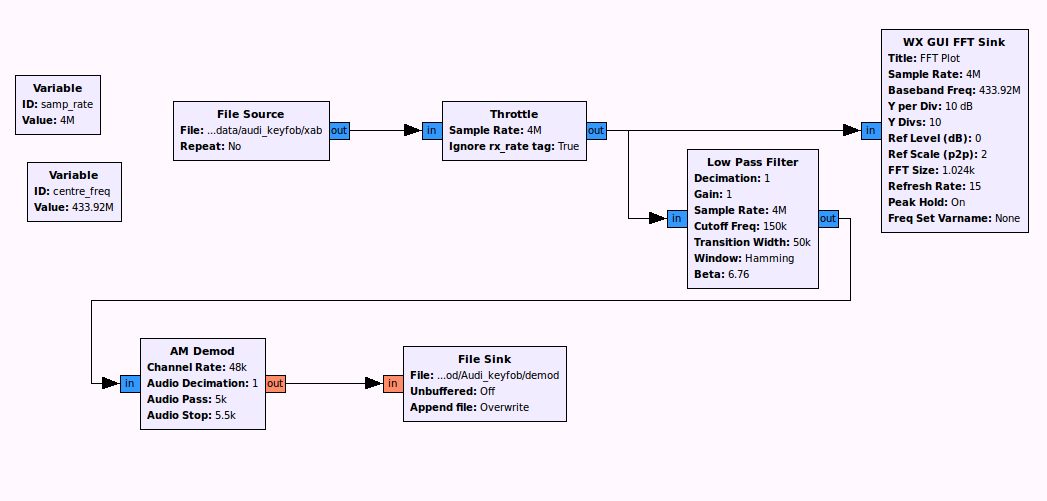 Variable
ID: samp_rate
Value: 4M
Variable
ID: centre_freq
Value: 433.92M
File Source
File: ...data/audi_keyfob/xab
Repeat: No
out
in
Throttle
Sample Rate: 4M
Ignore rx_rate tag: True
out
in
Low Pass Filter
Decimation: 1
Gain: 1
Sample Rate: 4M
Cutoff Freq: 150k
Transition Width: 50k
Window: Hamming
Beta: 6.76
out
in
WX GUI FFT Sink
Title: FFT Plot
Sample Rate: 4M
Baseband Freq: 433.92M
Y per Div: 10 dB
Y Divs: 10
Ref Level (dB): 0
Ref Scale (p2p): 2
FFT Size: 1.024k
Refresh Rate: 15
Peak Hold: On
Freq Set Varname: None
in
AM Demod
Channel Rate: 48k
Audio Decimation: 1
Audio Pass: 5k
Audio Stop: 5.5k
out
in
File Sink
File: ...od/Audi_keyfob/demod
Unbuffered: Off
Append file: Overwrite